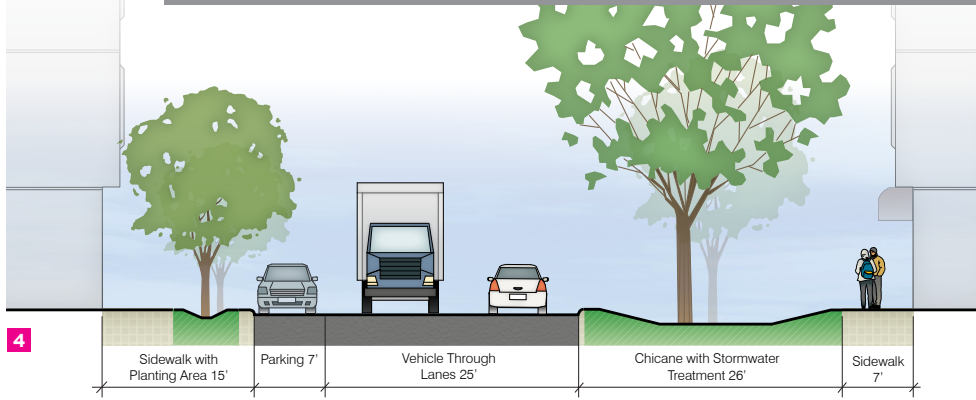 4
Sidewalk with
Planting Area 15’
Parking 7’
Vehicle Through
Lanes 25’
Chicane with Stormwater
Treatment 26’
Sidewalk
7’